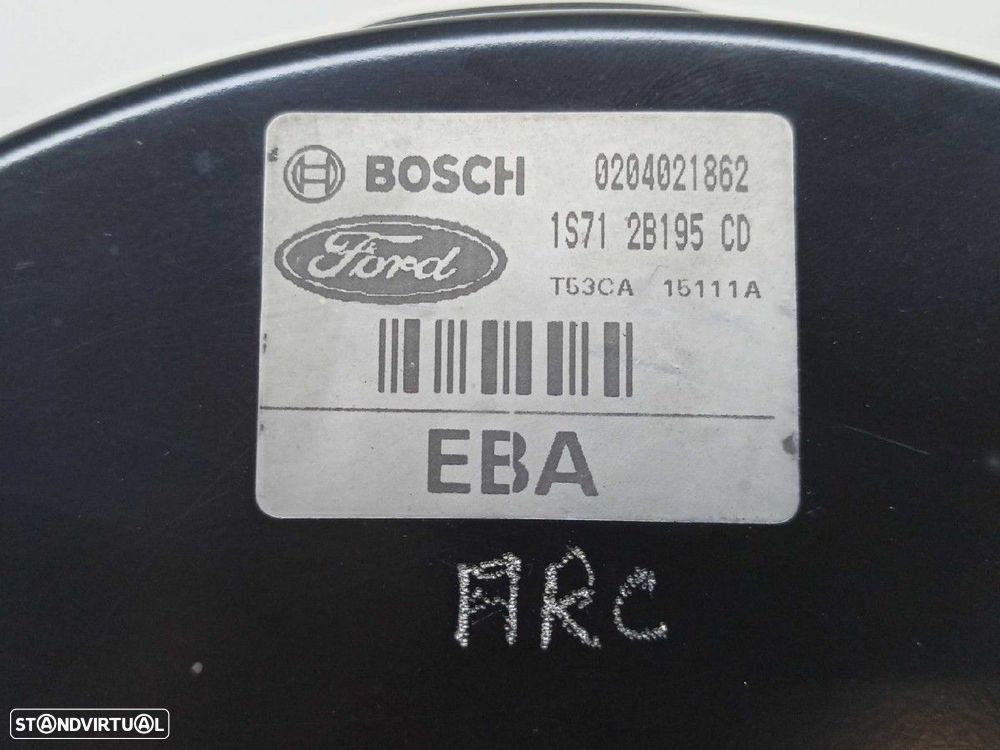 BOSCH 0204021862
Ford 1S71 2B195 CD
T53CA 15111A
EBA
ARC
STANDVIRTUAL